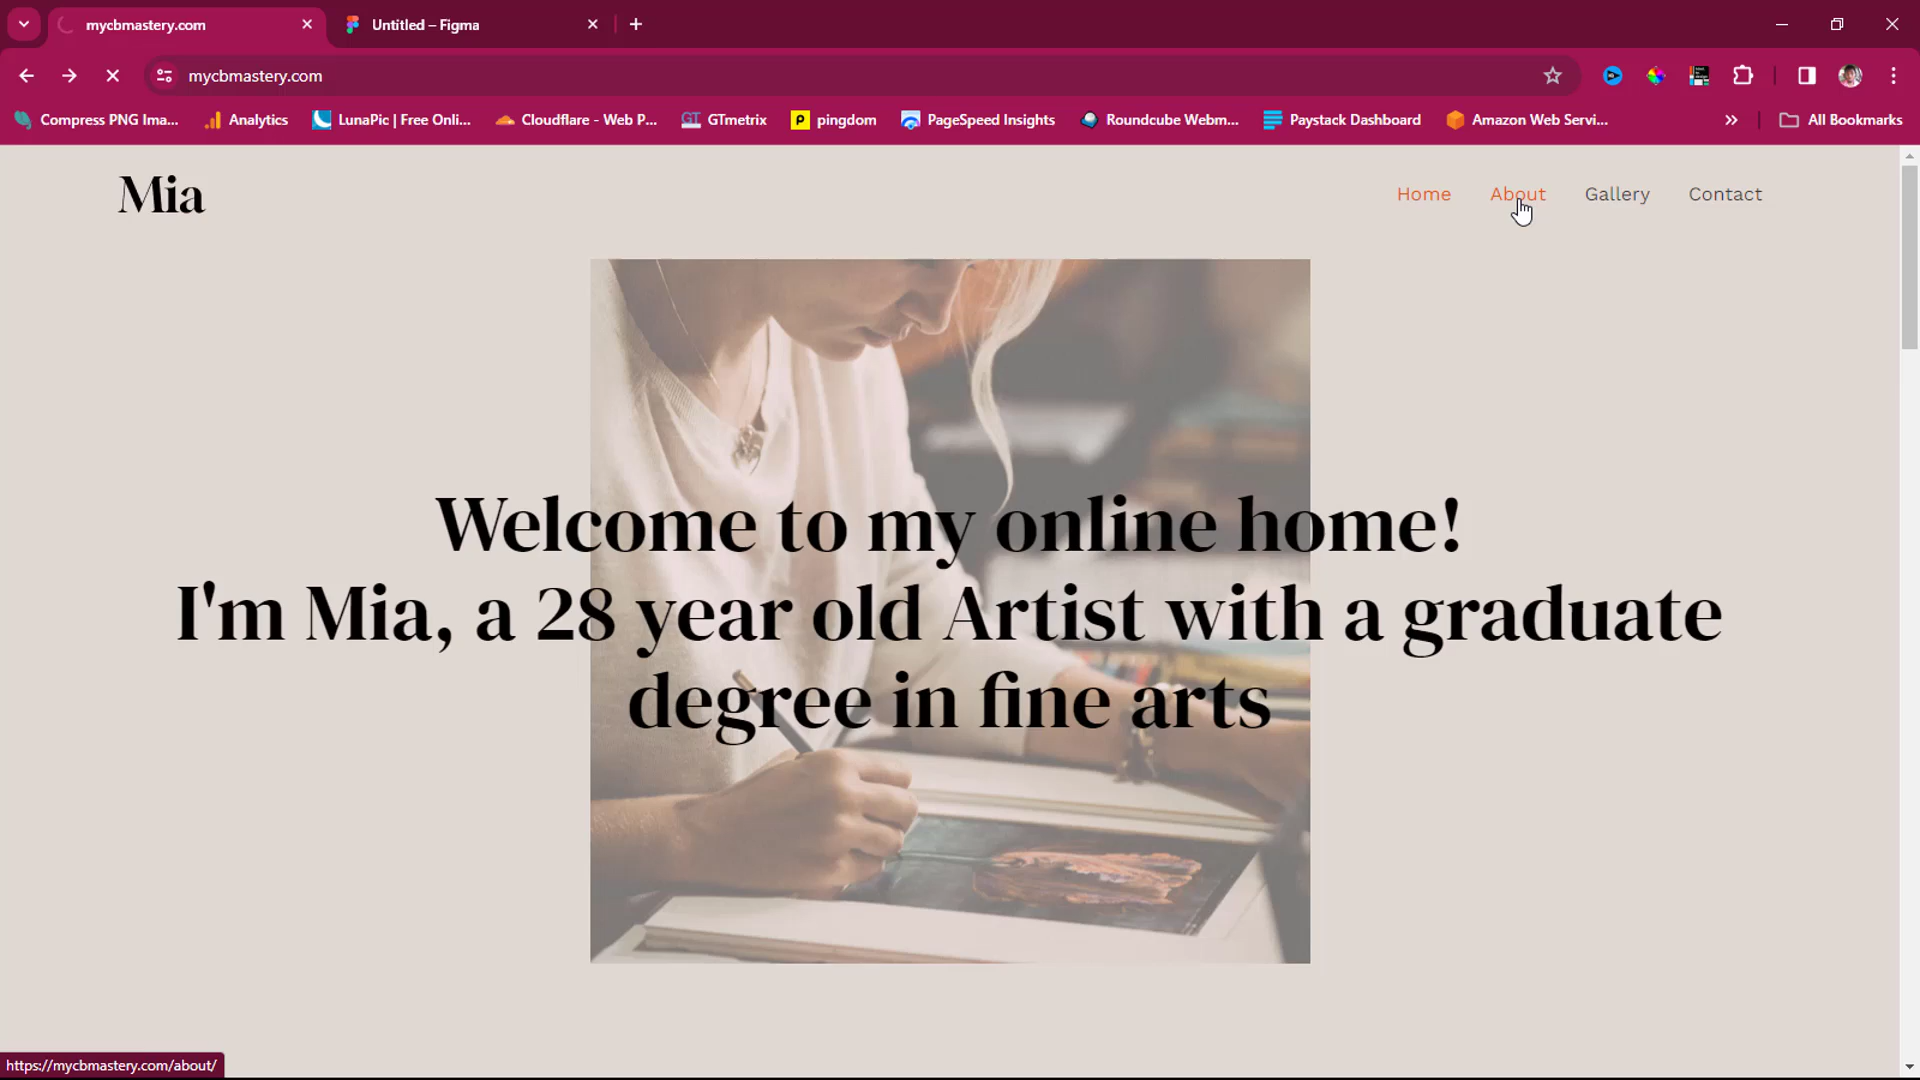 mycbmastery.com
Untitled – Figma
mycbmastery.com
Compress PNG Ima...
Analytics
LunaPic | Free Onli...
Cloudflare - Web P...
GTmetrix
pingdom
PageSpeed Insights
Roundcube Webm...
Paystack Dashboard
Amazon Web Servi...
All Bookmarks
Mia
Home
About
Gallery
Contact
Welcome to my online home!
I'm Mia, a 28 year old Artist with a graduate
degree in fine arts
https://mycbmastery.com/about/